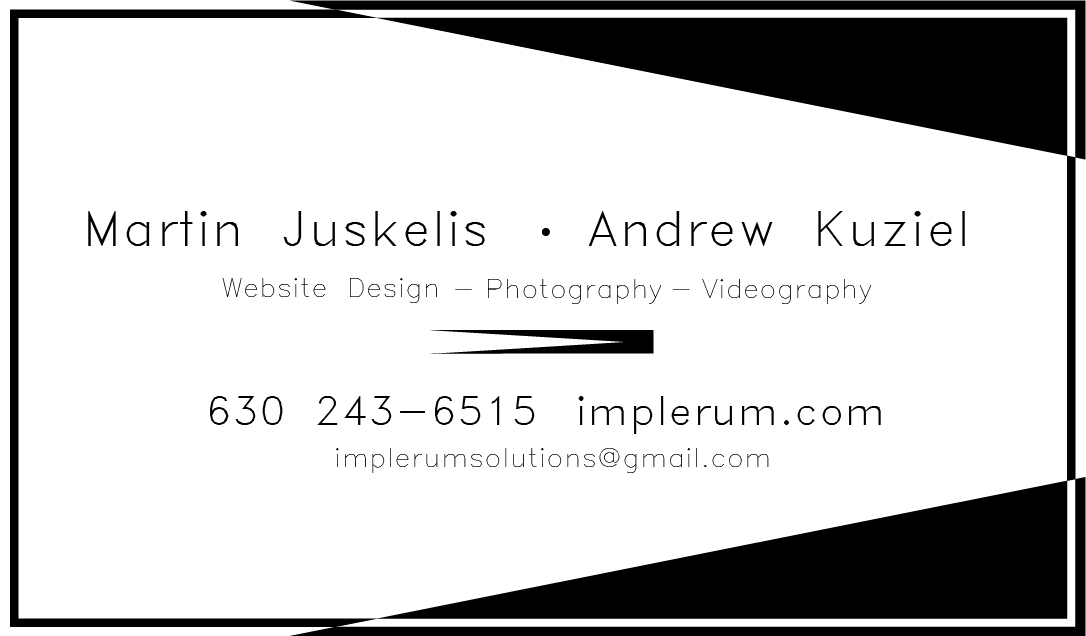 Martin Juskelis • Andrew Kuziel
Website Design – Photography – Videography
630 243-6515 implerum.com
implerumsolutions@gmail.com